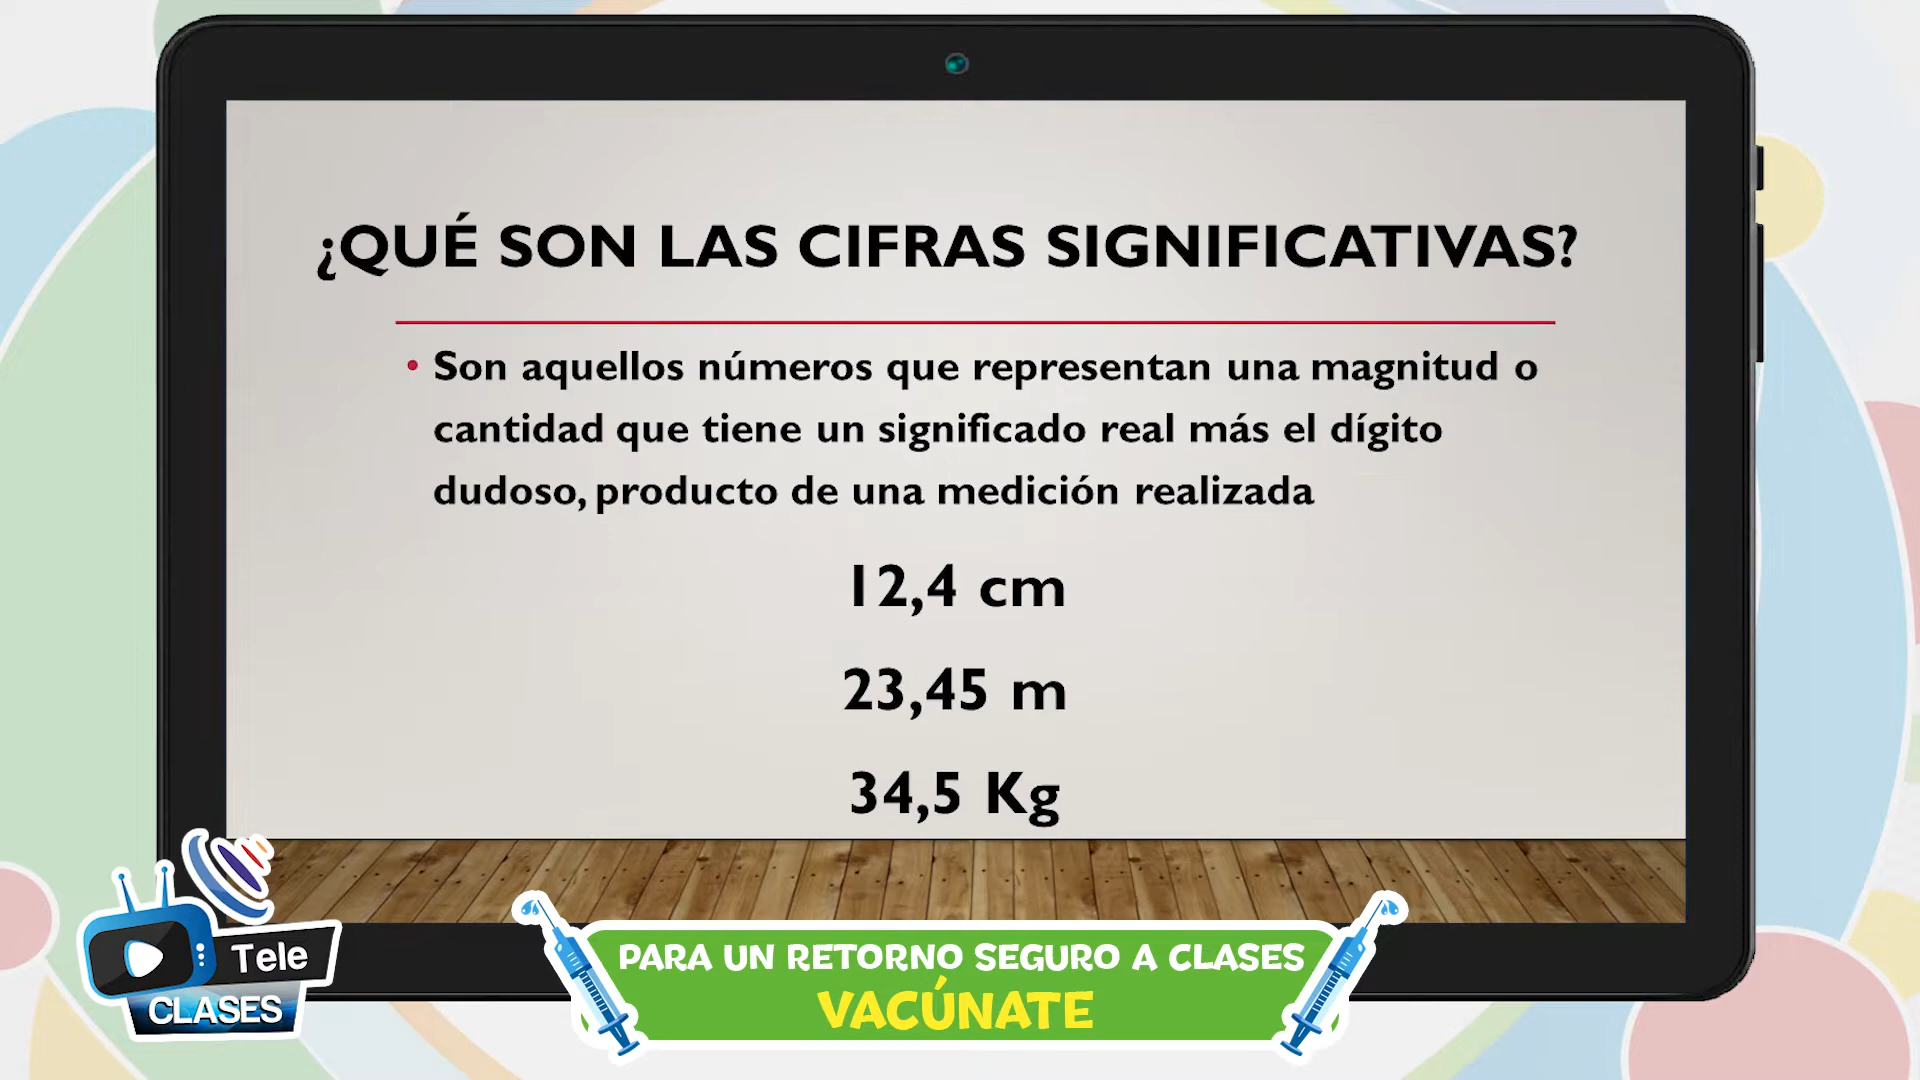 ¿QUÉ SON LAS CIFRAS SIGNIFICATIVAS?
• Son aquellos números que representan una magnitud o
cantidad que tiene un significado real más el dígito
dudoso, producto de una medición realizada
12,4 cm
23,45 m
34,5 Kg
Tele
CLASES
PARA UN RETORNO SEGURO A CLASES
VACÚNATE